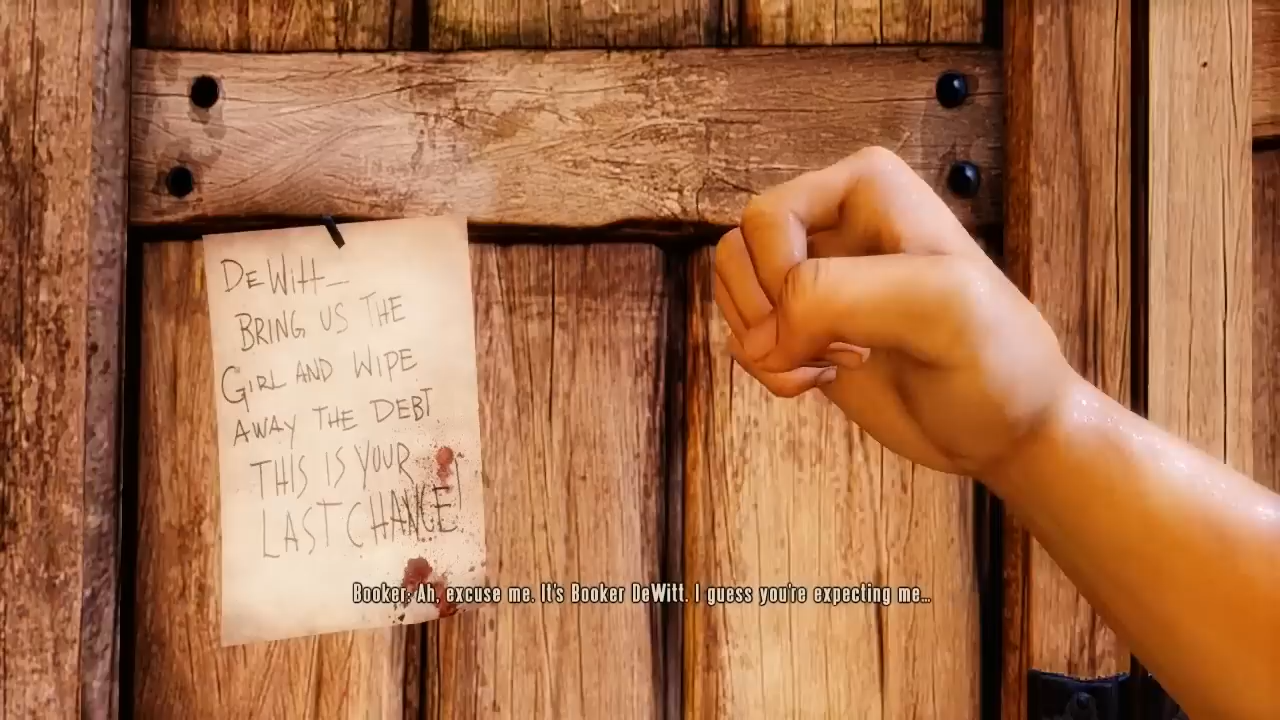 DeWitt—
BRING US THE
GIRL AND WIPE
AWAY THE DEBT
THIS IS YOUR
LAST CHANCE!
Booker: Ah, excuse me. It's Booker DeWitt. I guess you're expecting me...